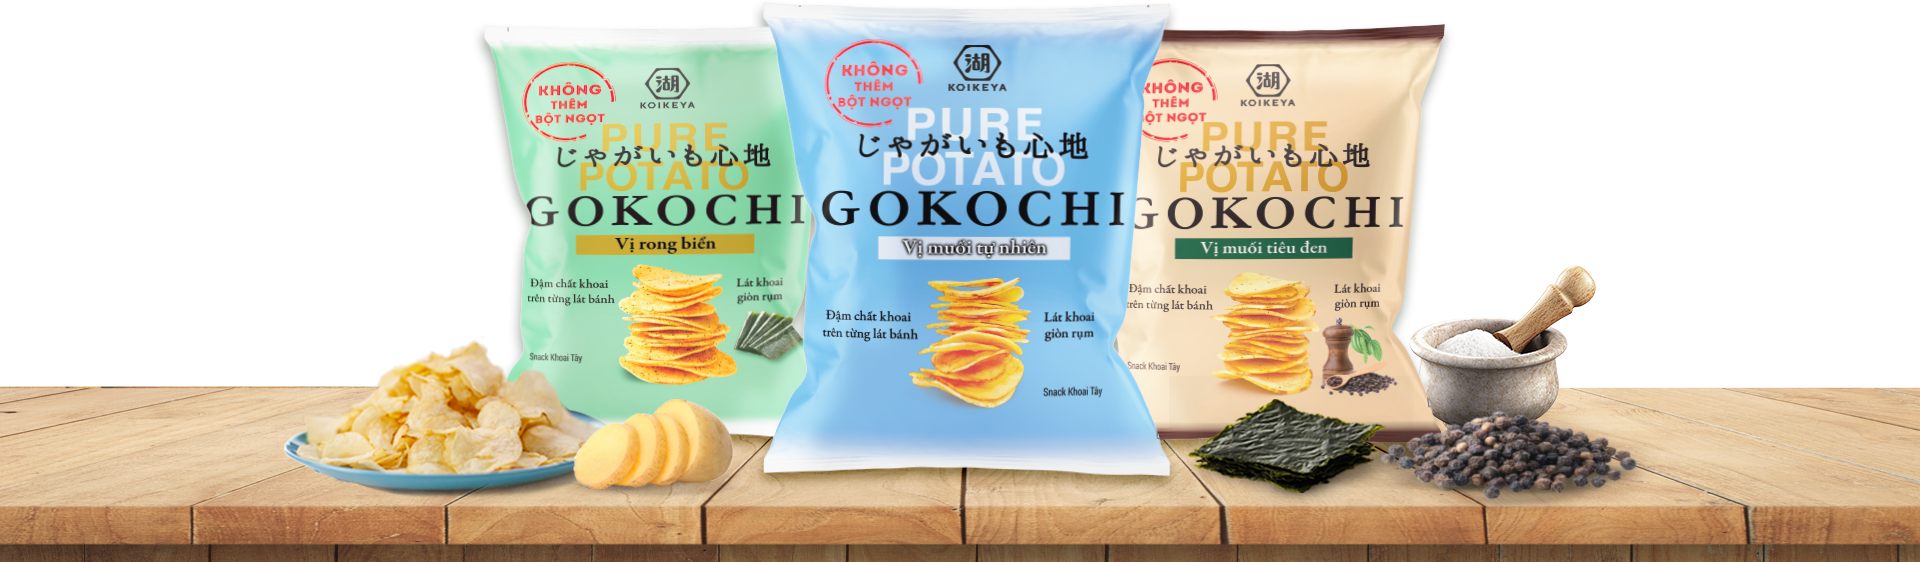 KHÔNG
THÊM
BỘT NGỌT
湖
KOIKEYA
PURE
じゃがいも心地
POTATO
GOKOCHI
Vị rong biển
Đậm chất khoai
trên từng lát bánh
Lát khoai
giòn rụm
Snack Khoai Tây
KHÔNG
THÊM
BỘT NGỌT
湖
KOIKEYA
PURE
じゃがいも心地
POTATO
GOKOCHI
Vị muối tự nhiên
Đậm chất khoai
trên từng lát bánh
Lát khoai
giòn rụm
Snack Khoai Tây
KHÔNG
THÊM
BỘT NGỌT
湖
KOIKEYA
PURE
じゃがいも心地
POTATO
GOKOCHI
Vị muối tiêu đen
Đậm chất khoai
trên từng lát bánh
Lát khoai
giòn rụm
Snack Khoai Tây